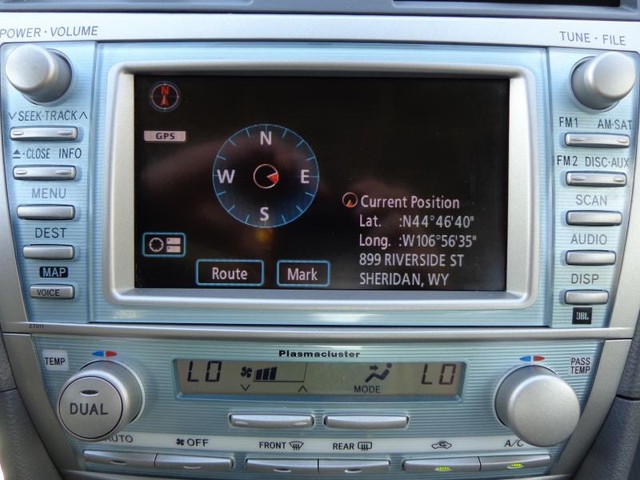 POWER · VOLUME
TUNE · FILE
SEEK·TRACK
CLOSE INFO
MENU
DEST
MAP
VOICE
N
GPS
N
W E
S
Current Position
Lat. :N44°46'40"
Long. :W106°56'35"
899 RIVERSIDE ST
SHERIDAN, WY
Route Mark
FM1 AM·SAT
FM2 DISC·AUX
SCAN
AUDIO
DISP
JBL
Plasmacluster
TEMP
LO
MODE
LO
PASS TEMP
DUAL
AUTO
OFF
FRONT
REAR
A/C